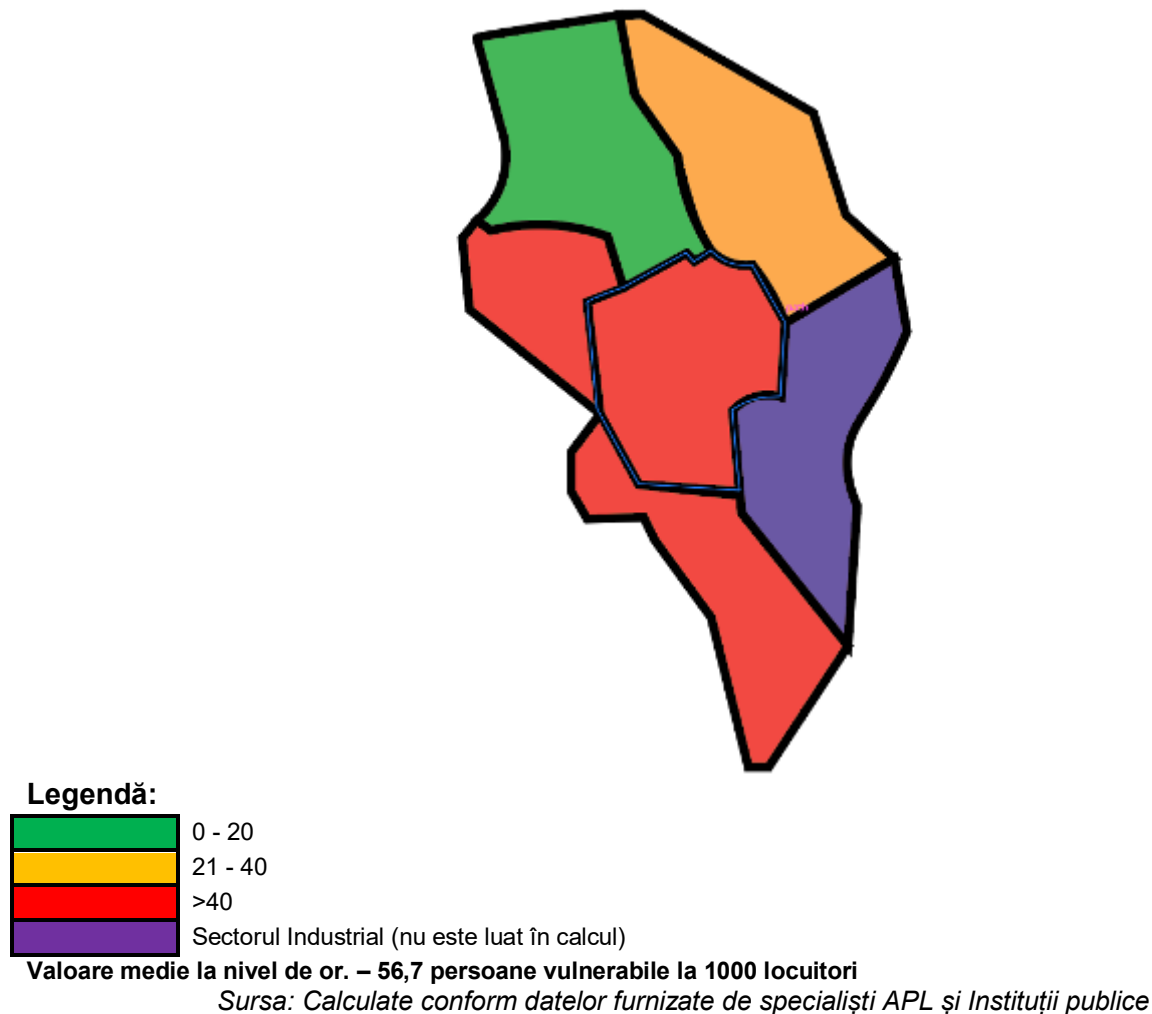 Legendă:
0 - 20
21 - 40
>40
Sectorul Industrial (nu este luat în calcul)
Valoare medie la nivel de or. – 56,7 persoane vulnerabile la 1000 locuitori
Sursa: Calculate conform datelor furnizate de specialiști APL și Instituții publice